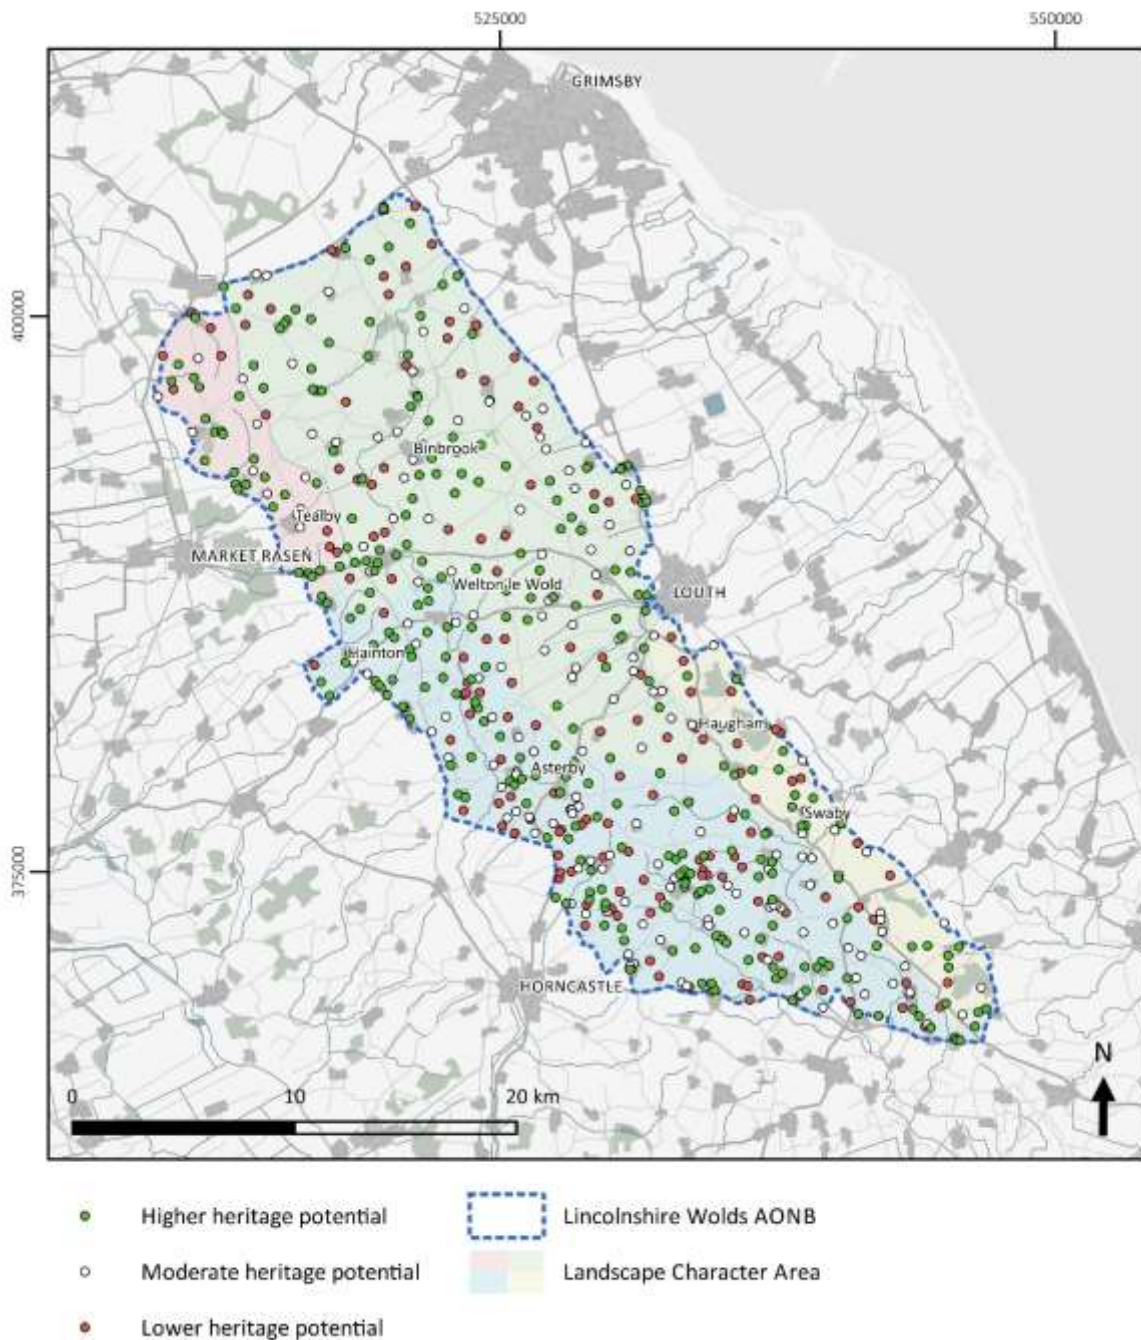 525000
550000
GRIMSBY
400000
Binbrook
Tealby
MARKET RASEN
Welton le Wold
LOUTH
Hainton
Haugham
Asterby
Swaby
375000
HORNCASTLE
N
0 10 20 km
Higher heritage potential
Lincolnshire Wolds AONB
Moderate heritage potential
Landscape Character Area
Lower heritage potential